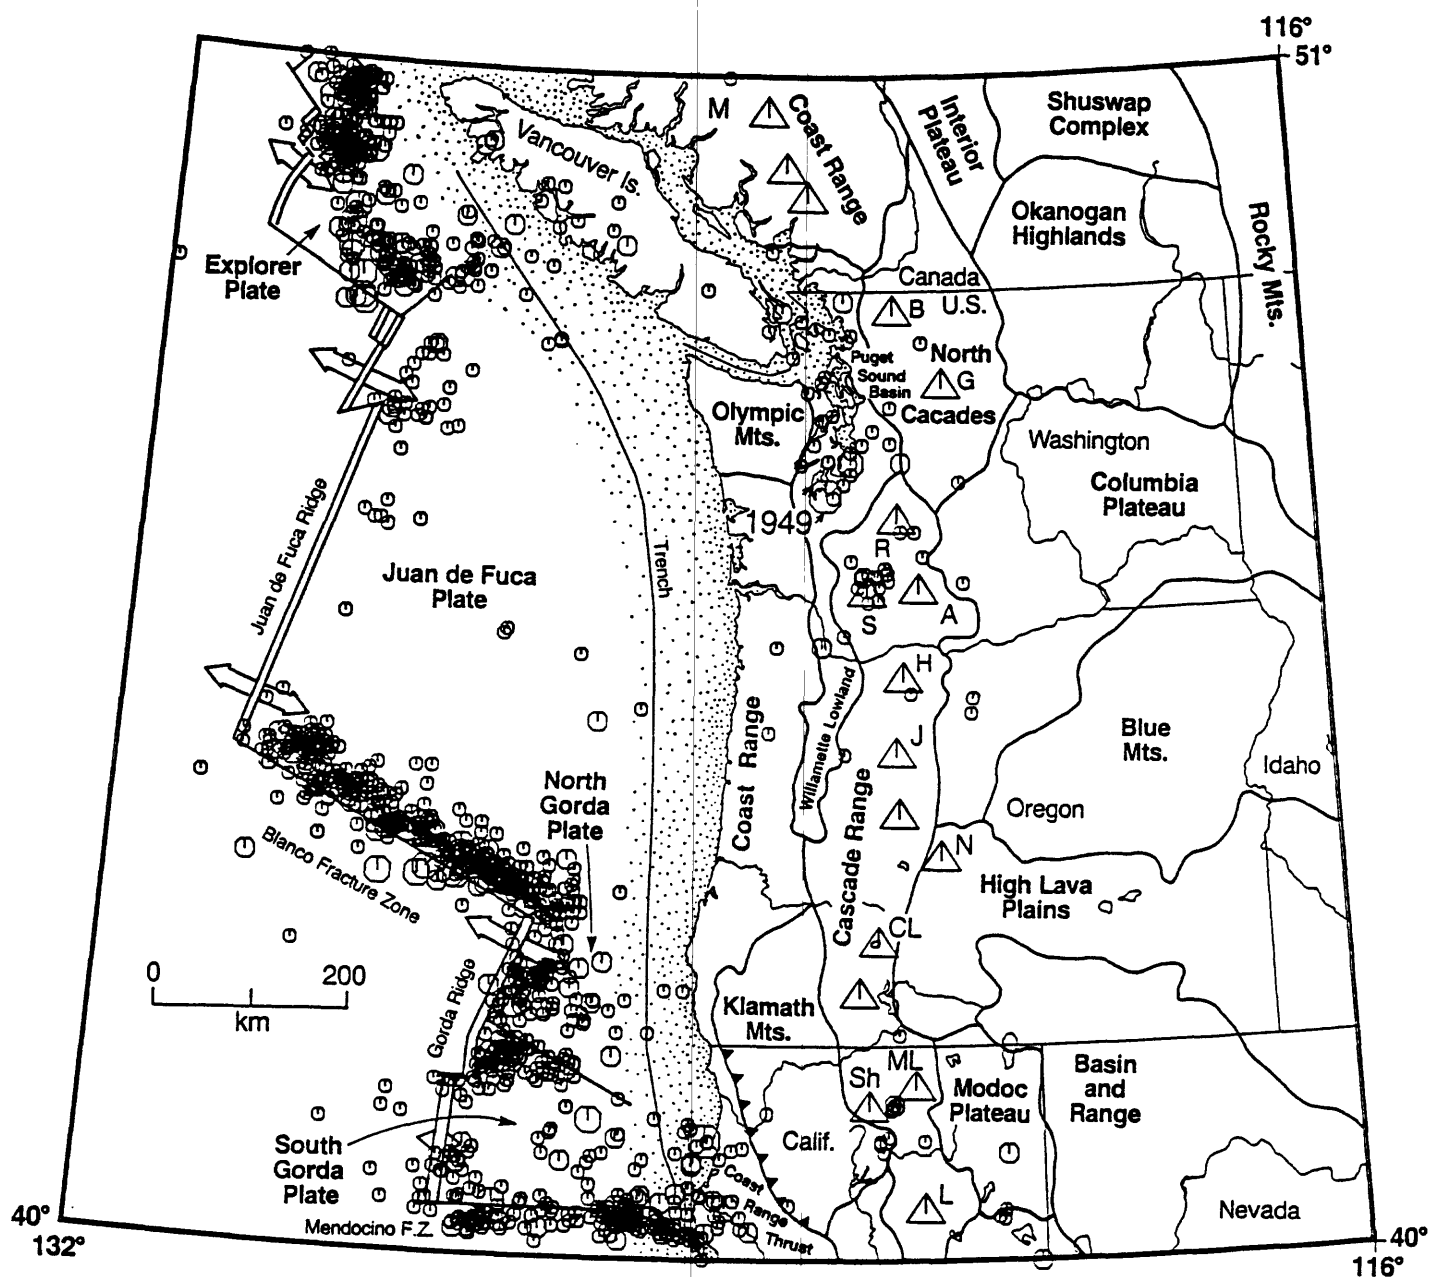 116°
51°
M
Coast Range
Interior
Plateau
Shuswap
Complex
Vancouver Is.
Okanogan
Highlands
Rocky Mts.
Explorer
Plate
Canada
U.S.
B
North
G
Cacades
Puget
Sound
Basin
Olympic
Mts.
Washington
Columbia
Plateau
Juan de Fuca Ridge
1949
Trench
R
Juan de Fuca
Plate
S
A
H
Willamette Lowland
Coast Range
J
Blue
Mts.
Idaho
North
Gorda
Plate
Cascade Range
Oregon
N
High Lava
Plains
Blanco Fracture Zone
CL
0
200
km
Gorda Ridge
Klamath
Mts.
ML
Sh
Modoc
Plateau
Basin
and
Range
Calif.
South
Gorda
Plate
Coast
Range
Thrust
L
Nevada
Mendocino F.Z.
40°
132°
40°
116°